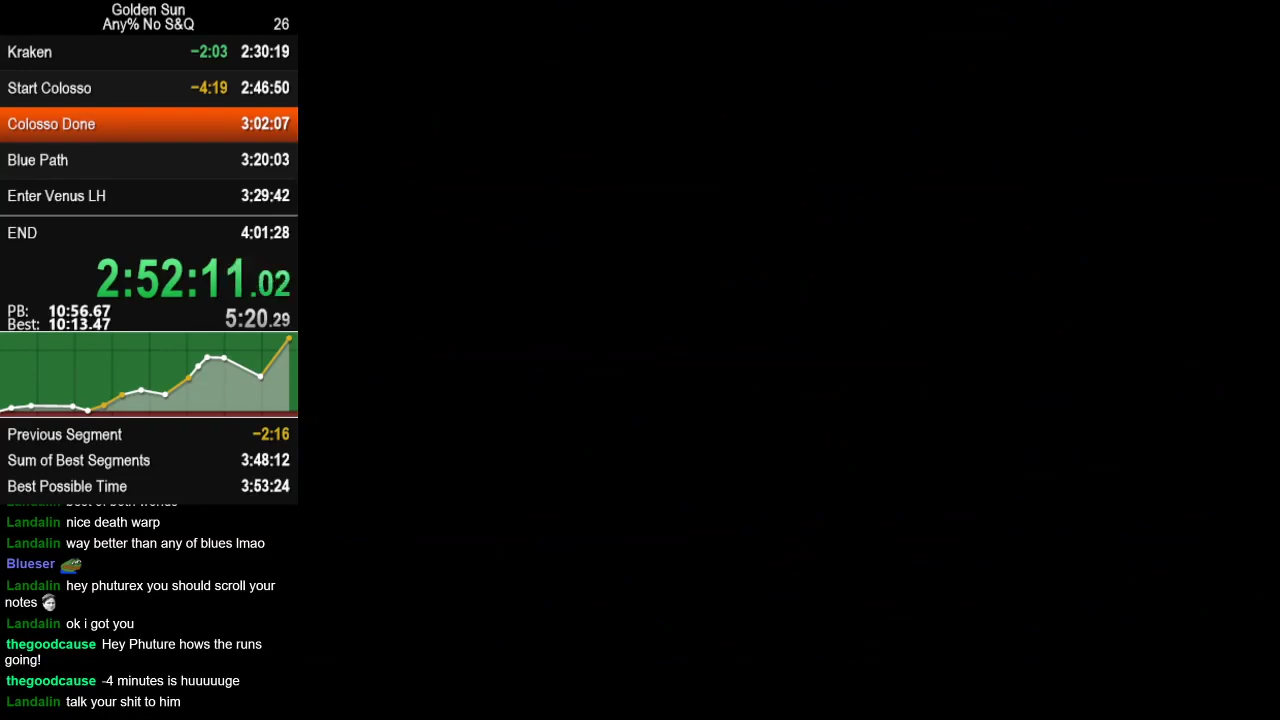 Golden Sun
Any% No S&Q 26
Kraken −2:03 2:30:19
Start Colosso −4:19 2:46:50
Colosso Done 3:02:07
Blue Path 3:20:03
Enter Venus LH 3:29:42
END 4:01:28
2:52:11.02
PB: 10:56.67
Best: 10:13.47
5:20.29
Previous Segment −2:16
Sum of Best Segments 3:48:12
Best Possible Time 3:53:24
Landalin best of both worlds
Landalin nice death warp
Landalin way better than any of blues lmao
Blueser
Landalin hey phuturex you should scroll your
notes
Landalin ok i got you
thegoodcause Hey Phuture hows the runs
going!
thegoodcause -4 minutes is huuuuuge
Landalin talk your shit to him